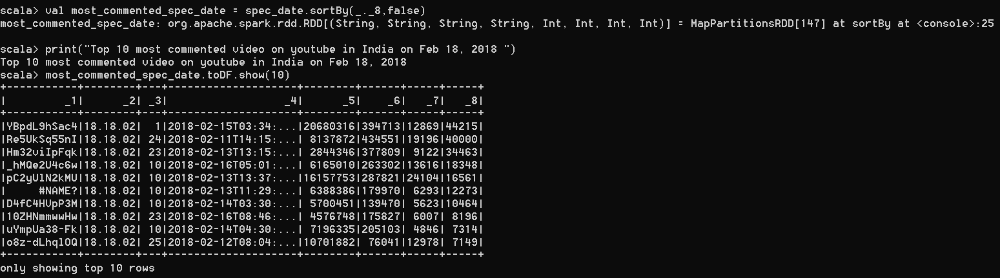 scala> val most_commented_spec_date = spec_date.sortBy(_._8,false)
most_commented_spec_date: org.apache.spark.rdd.RDD[(String, String, String, String, Int, Int, Int, Int)] = MapPartitionsRDD[147] at sortBy at <console>:25
scala> print("Top 10 most commented video on youtube in India on Feb 18, 2018 ")
Top 10 most commented video on youtube in India on Feb 18, 2018
scala> most_commented_spec_date.toDF.show(10)
+-----------+--------+---+--------------------+--------+------+-----+-----+
|         _1|      _2| _3|                  _4|      _5|    _6|   _7|   _8|
+-----------+--------+---+--------------------+--------+------+-----+-----+
|YBpdL9hSac4|18.18.02|  1|2018-02-15T03:34:...|20680316|394713|12869|44215|
|Re5UkSq55nI|18.18.02| 24|2018-02-11T14:15:...| 8137872|434551|19196|40000|
|Hm32viIpFqk|18.18.02| 23|2018-02-13T13:15:...| 2844346|377809| 9122|34463|
|_hMQe2U4c6w|18.18.02| 10|2018-02-16T05:01:...| 6165010|263302|13616|18348|
|pC2yUlN2kMU|18.18.02| 10|2018-02-13T13:37:...|16157753|287821|24104|16561|
|     #NAME?|18.18.02| 10|2018-02-13T11:29:...| 6388386|179970| 6293|12273|
|D4fC4HVpP3M|18.18.02| 10|2018-02-14T03:30:...| 5700451|139470| 5623|10464|
|10ZHNmmwwHw|18.18.02| 23|2018-02-16T08:46:...| 4576748|175827| 6007| 8196|
|uYmpVa38-Fk|18.18.02| 10|2018-02-14T04:30:...| 7196335|205103| 4846| 7314|
|o8z-dLhqlOQ|18.18.02| 25|2018-02-12T08:04:...|10701882| 76041|12978| 7149|
+-----------+--------+---+--------------------+--------+------+-----+-----+
only showing top 10 rows